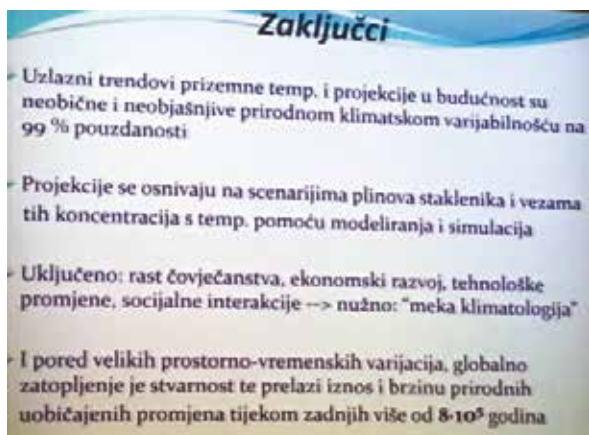 Zaključci
Uzlazni trendovi prizemne temp. i projekcije u budućnost su
neobične i neobjašnjive prirodnom klimatskom varijabilnošću na
99 % pouzdanosti
Projekcije se osnivaju na scenarijima plinova staklenika i vezama
tih koncentracija s temp. pomoću modeliranja i simulacija
Uključeno: rast čovječanstva, ekonomski razvoj, tehnološke
promjene, socijalne interakcije --> nužno: "meka klimatologija"
I pored velikih prostorno-vremenskih varijacija, globalno
zatopljenje je stvarnost te prelazi iznos i brzinu prirodnih
uobičajenih promjena tijekom zadnjih više od 8·10⁵ godina